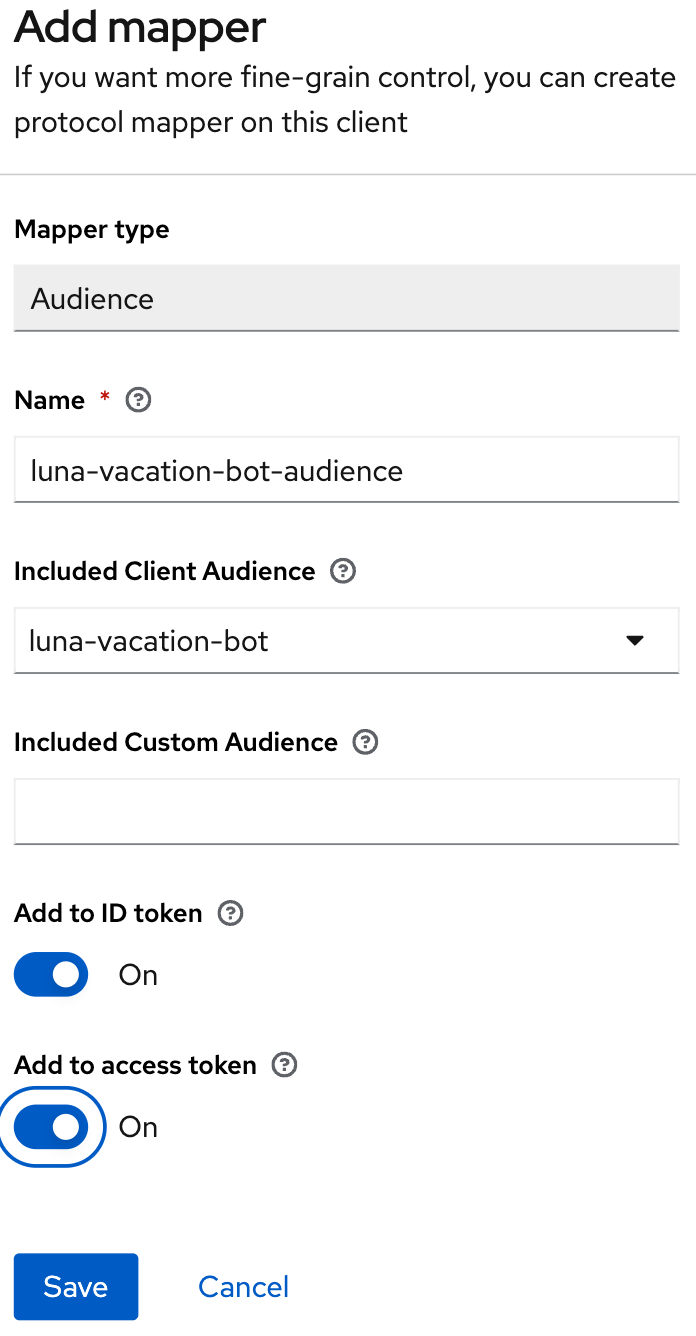 Add mapper
If you want more fine-grain control, you can create
protocol mapper on this client
Mapper type
Audience
Name *
luna-vacation-bot-audience
Included Client Audience
luna-vacation-bot
Included Custom Audience
Add to ID token
On
Add to access token
On
Save Cancel